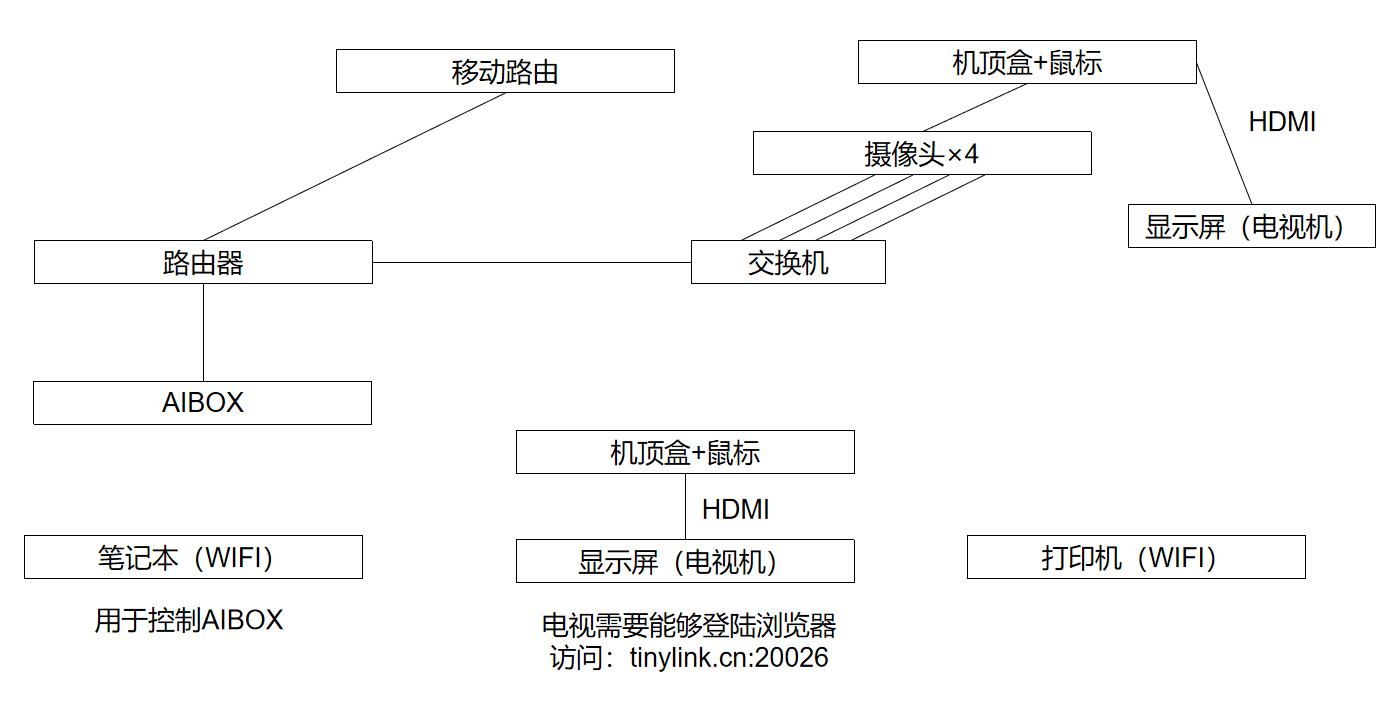 移动路由
机顶盒+鼠标
HDMI
摄像头×4
显示屏（电视机）
路由器
交换机
AIBOX
机顶盒+鼠标
HDMI
笔记本（WIFI）
显示屏（电视机）
打印机（WIFI）
用于控制AIBOX
电视需要能够登陆浏览器
访问：tinylink.cn:20026